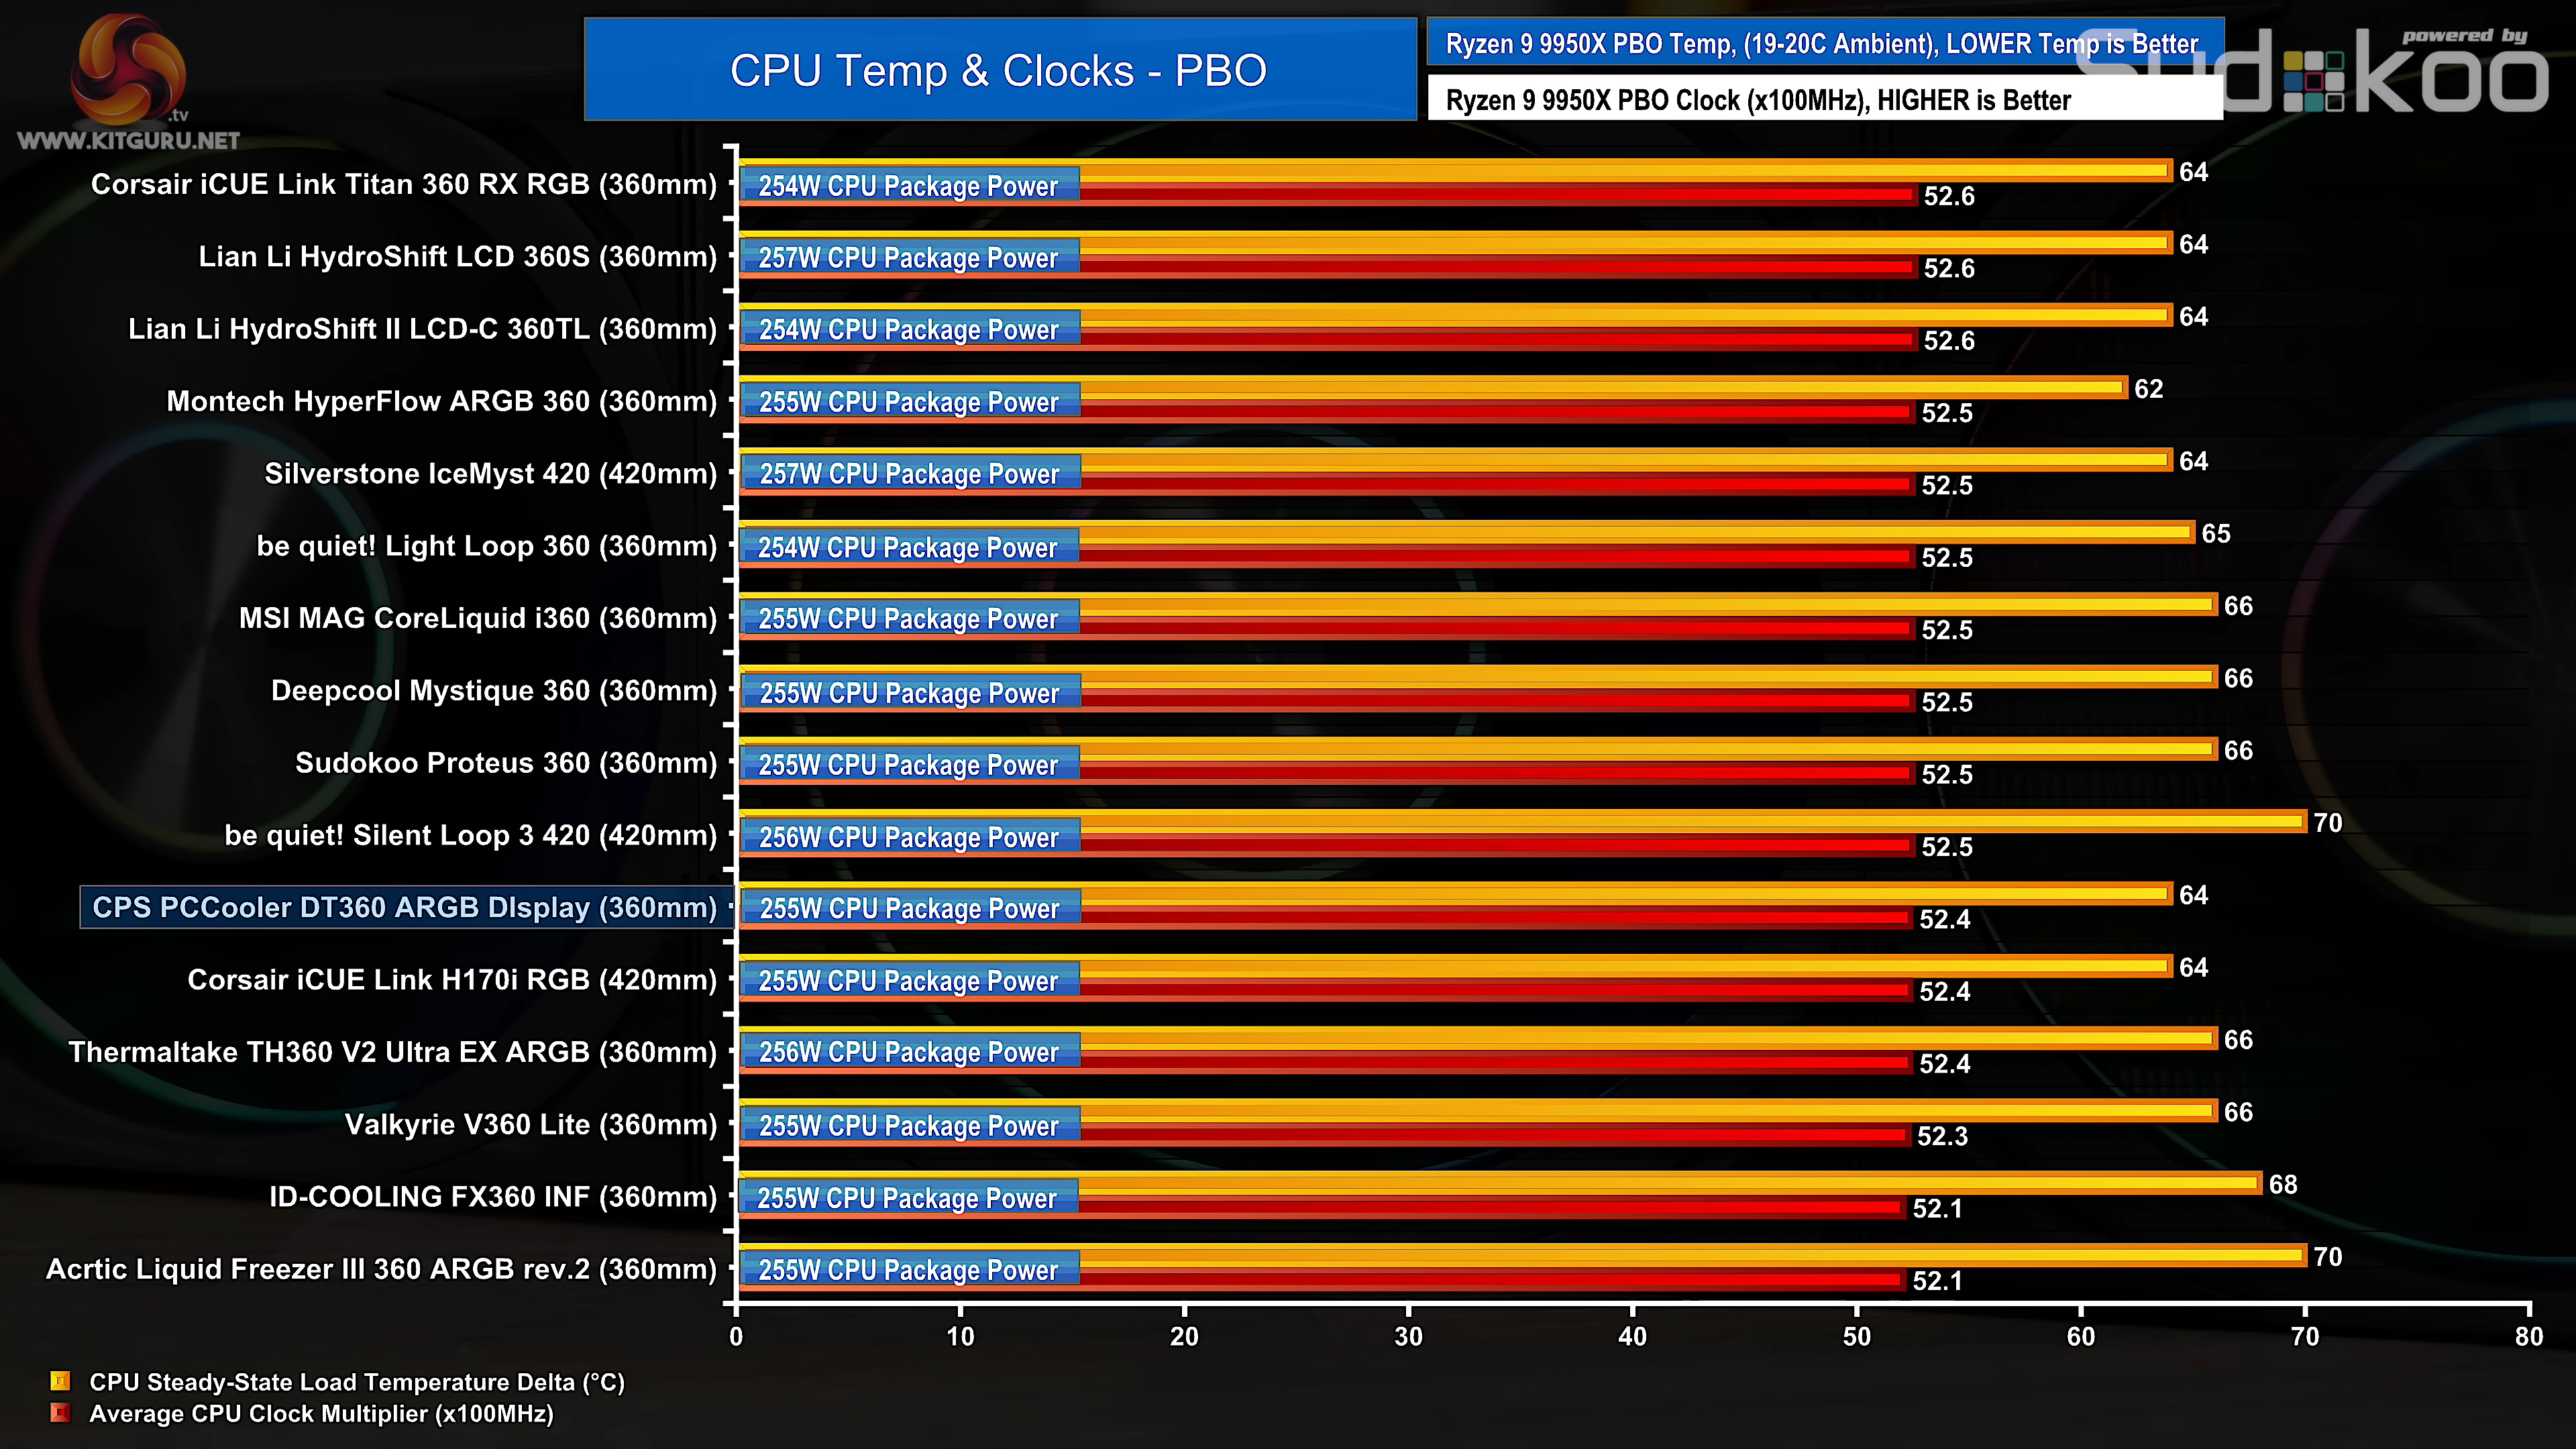 .tv
WWW.KITGURU.NET
CPU Temp & Clocks - PBO
Ryzen 9 9950X PBO Temp, (19-20C Ambient), LOWER Temp is Better
Ryzen 9 9950X PBO Clock (x100MHz), HIGHER is Better
powered by
Sudokoo
Corsair iCUE Link Titan 360 RX RGB (360mm)
254W CPU Package Power
64
52.6
Lian Li HydroShift LCD 360S (360mm)
257W CPU Package Power
64
52.6
Lian Li HydroShift II LCD-C 360TL (360mm)
254W CPU Package Power
64
52.6
Montech HyperFlow ARGB 360 (360mm)
255W CPU Package Power
62
52.5
Silverstone IceMyst 420 (420mm)
257W CPU Package Power
64
52.5
be quiet! Light Loop 360 (360mm)
254W CPU Package Power
65
52.5
MSI MAG CoreLiquid i360 (360mm)
255W CPU Package Power
66
52.5
Deepcool Mystique 360 (360mm)
255W CPU Package Power
66
52.5
Sudokoo Proteus 360 (360mm)
255W CPU Package Power
66
52.5
be quiet! Silent Loop 3 420 (420mm)
256W CPU Package Power
70
52.5
CPS PCCooler DT360 ARGB DIsplay (360mm)
255W CPU Package Power
64
52.4
Corsair iCUE Link H170i RGB (420mm)
255W CPU Package Power
64
52.4
Thermaltake TH360 V2 Ultra EX ARGB (360mm)
256W CPU Package Power
66
52.4
Valkyrie V360 Lite (360mm)
255W CPU Package Power
66
52.3
ID-COOLING FX360 INF (360mm)
255W CPU Package Power
68
52.1
Acrtic Liquid Freezer III 360 ARGB rev.2 (360mm)
255W CPU Package Power
70
52.1
0 10 20 30 40 50 60 70 80
CPU Steady-State Load Temperature Delta (°C)
Average CPU Clock Multiplier (x100MHz)